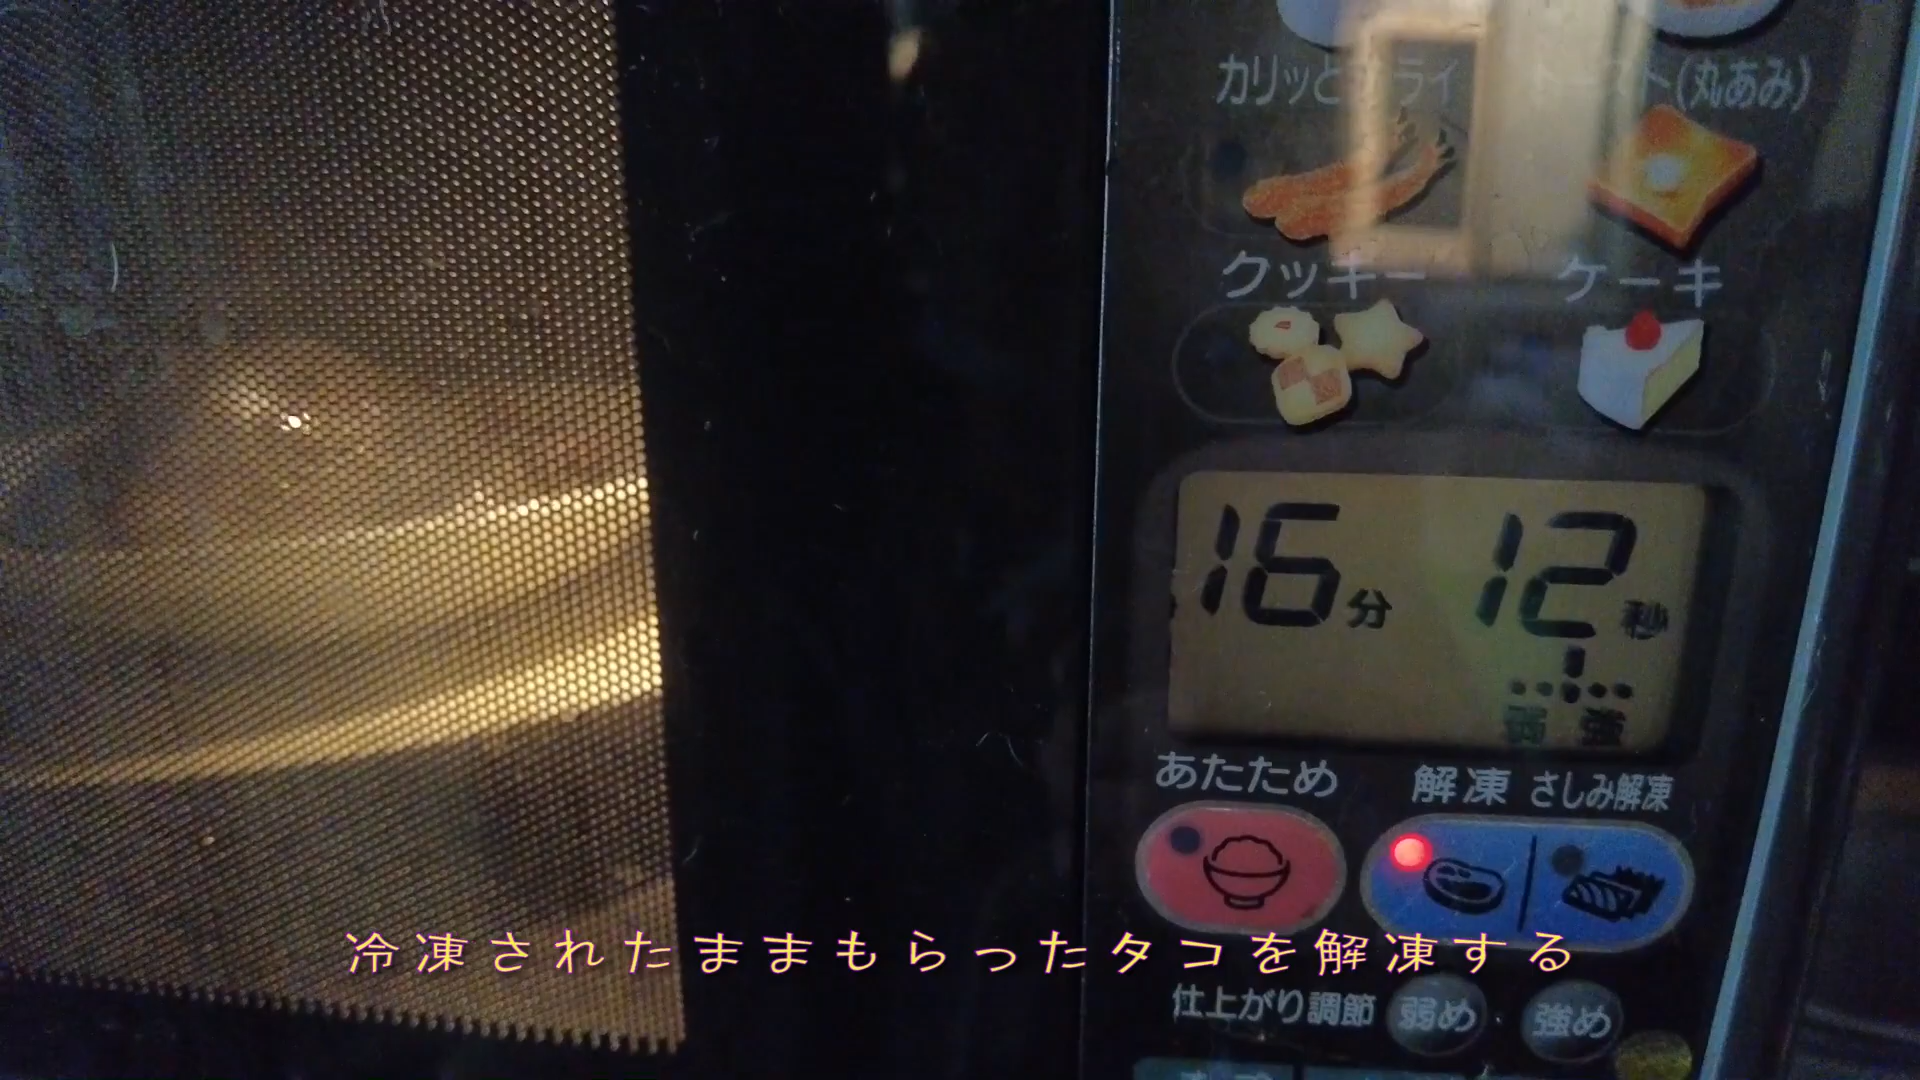 カリッとフライ
トースト(丸あみ)
クッキー
ケーキ
16分 12秒
弱 強
あたため
解凍 さしみ解凍
冷凍されたままもらったタコを解凍する
仕上がり調節 弱め 強め